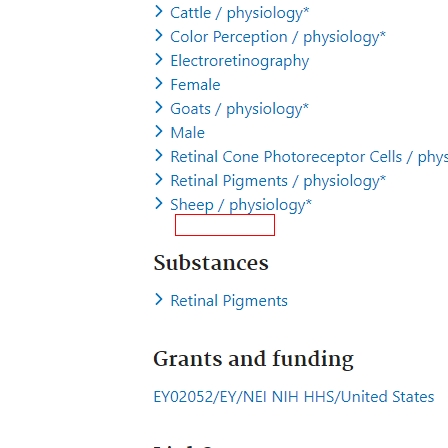 Cattle / physiology*
Color Perception / physiology*
Electroretinography
Female
Goats / physiology*
Male
Retinal Cone Photoreceptor Cells / phys
Retinal Pigments / physiology*
Sheep / physiology*
Substances
Retinal Pigments
Grants and funding
EY02052/EY/NEI NIH HHS/United States